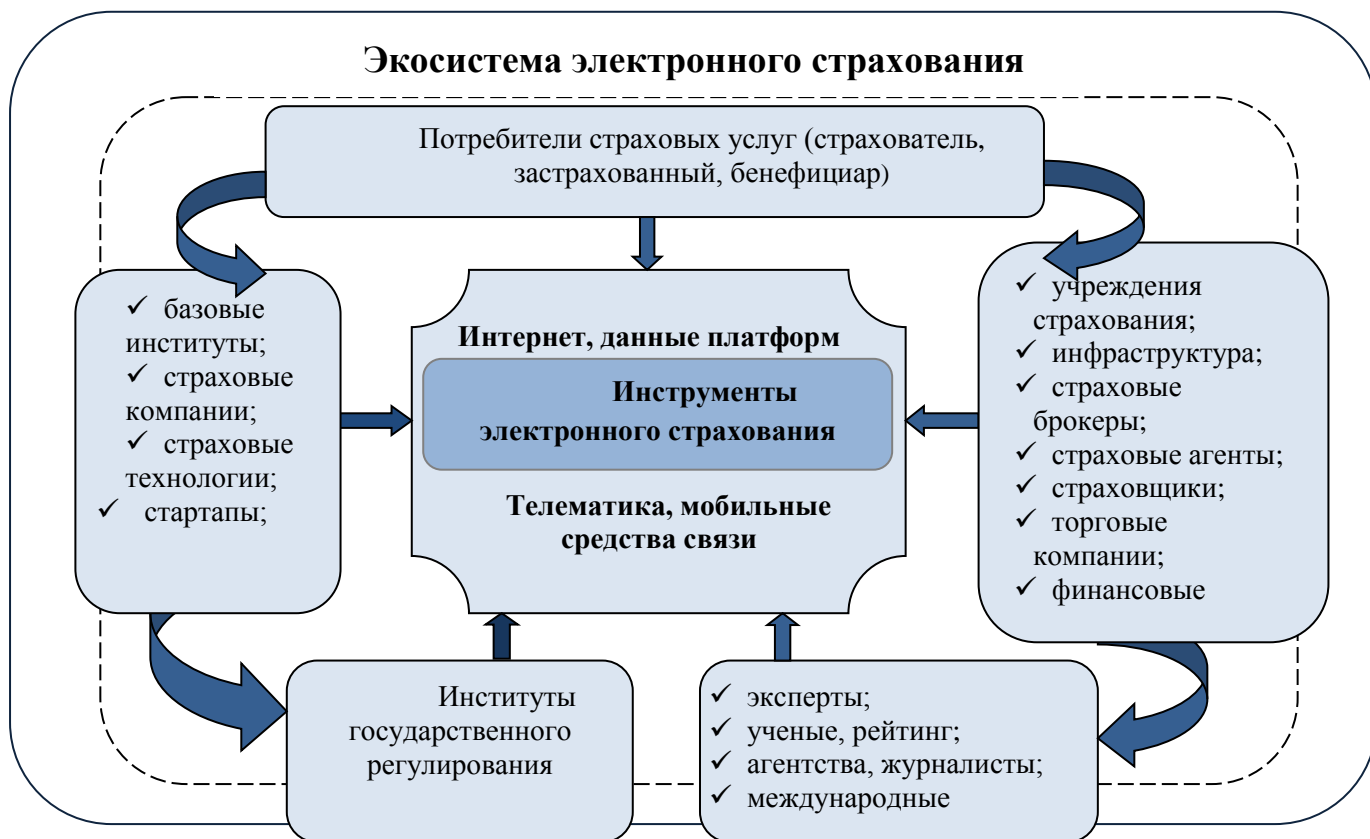 Экосистема электронного страхования
Потребители страховых услуг (страхователь,
застрахованный, бенефициар)
✓ базовые
институты;
✓ страховые
компании;
✓ страховые
технологии;
✓ стартапы;
Интернет, данные платформ
Инструменты
электронного страхования
Телематика, мобильные
средства связи
✓ учреждения
страхования;
✓ инфраструктура;
✓ страховые
брокеры;
✓ страховые агенты;
✓ страховщики;
✓ торговые
компании;
✓ финансовые
Институты
государственного
регулирования
✓ эксперты;
✓ ученые, рейтинг;
✓ агентства, журналисты;
✓ международные